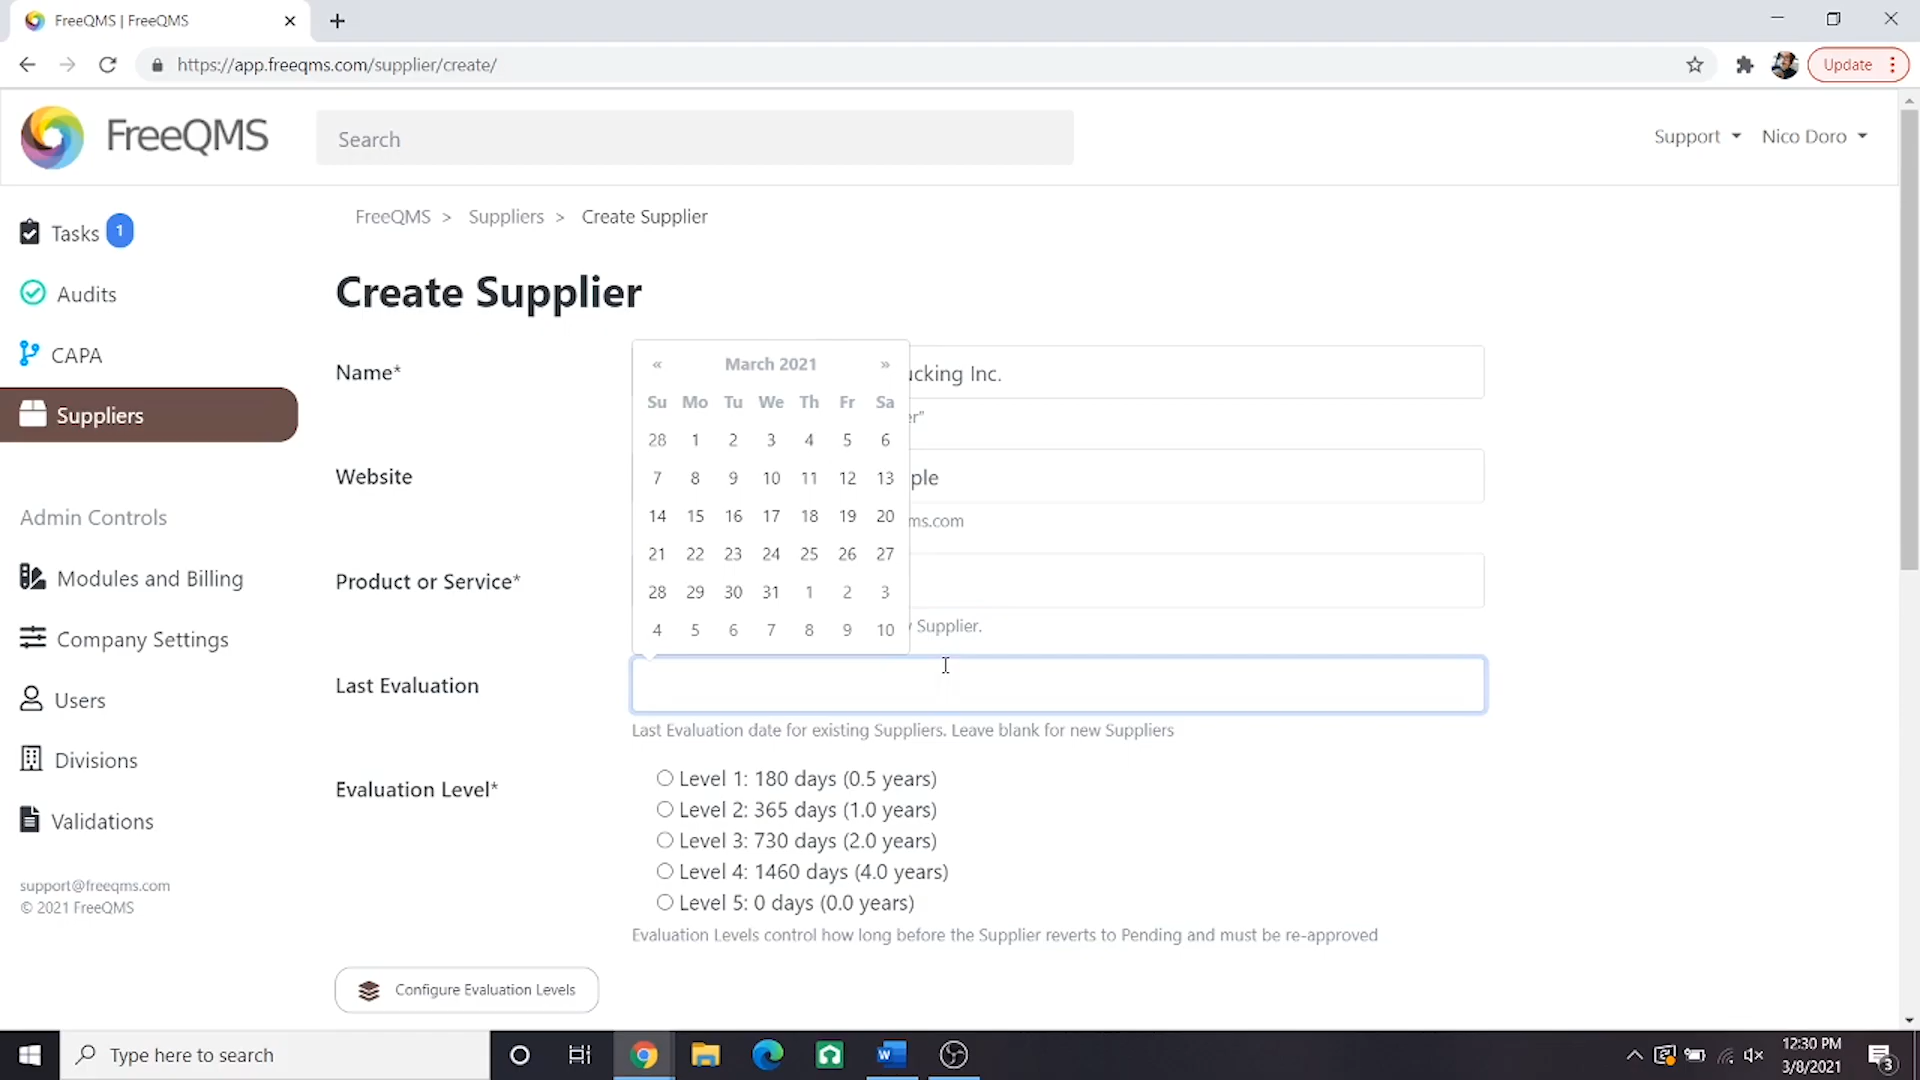 FreeQMS | FreeQMS
https://app.freeqms.com/supplier/create/
Update
FreeQMS
Search
Support
Nico Doro
Tasks 1
Audits
CAPA
Suppliers
Admin Controls
Modules and Billing
Company Settings
Users
Divisions
Validations
support@freeqms.com
© 2021 FreeQMS
FreeQMS > Suppliers > Create Supplier
Create Supplier
Name*
ucking Inc.
er"
Website
ple
ms.com
Product or Service*
Supplier.
« March 2021 »
Su Mo Tu We Th Fr Sa
28 1 2 3 4 5 6
7 8 9 10 11 12 13
14 15 16 17 18 19 20
21 22 23 24 25 26 27
28 29 30 31 1 2 3
4 5 6 7 8 9 10
Last Evaluation
Last Evaluation date for existing Suppliers. Leave blank for new Suppliers
Evaluation Level*
Level 1: 180 days (0.5 years)
Level 2: 365 days (1.0 years)
Level 3: 730 days (2.0 years)
Level 4: 1460 days (4.0 years)
Level 5: 0 days (0.0 years)
Evaluation Levels control how long before the Supplier reverts to Pending and must be re-approved
Configure Evaluation Levels
Type here to search
12:30 PM
3/8/2021
3